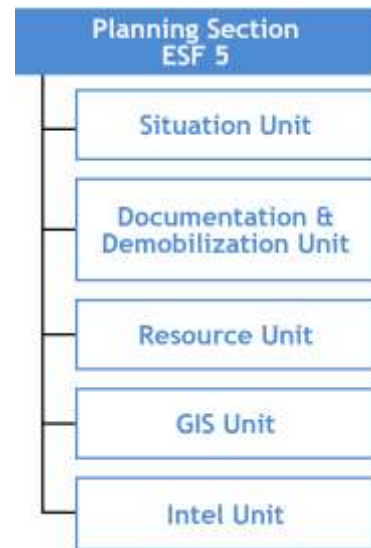 Planning Section
ESF 5
Situation Unit
Documentation &
Demobilization Unit
Resource Unit
GIS Unit
Intel Unit